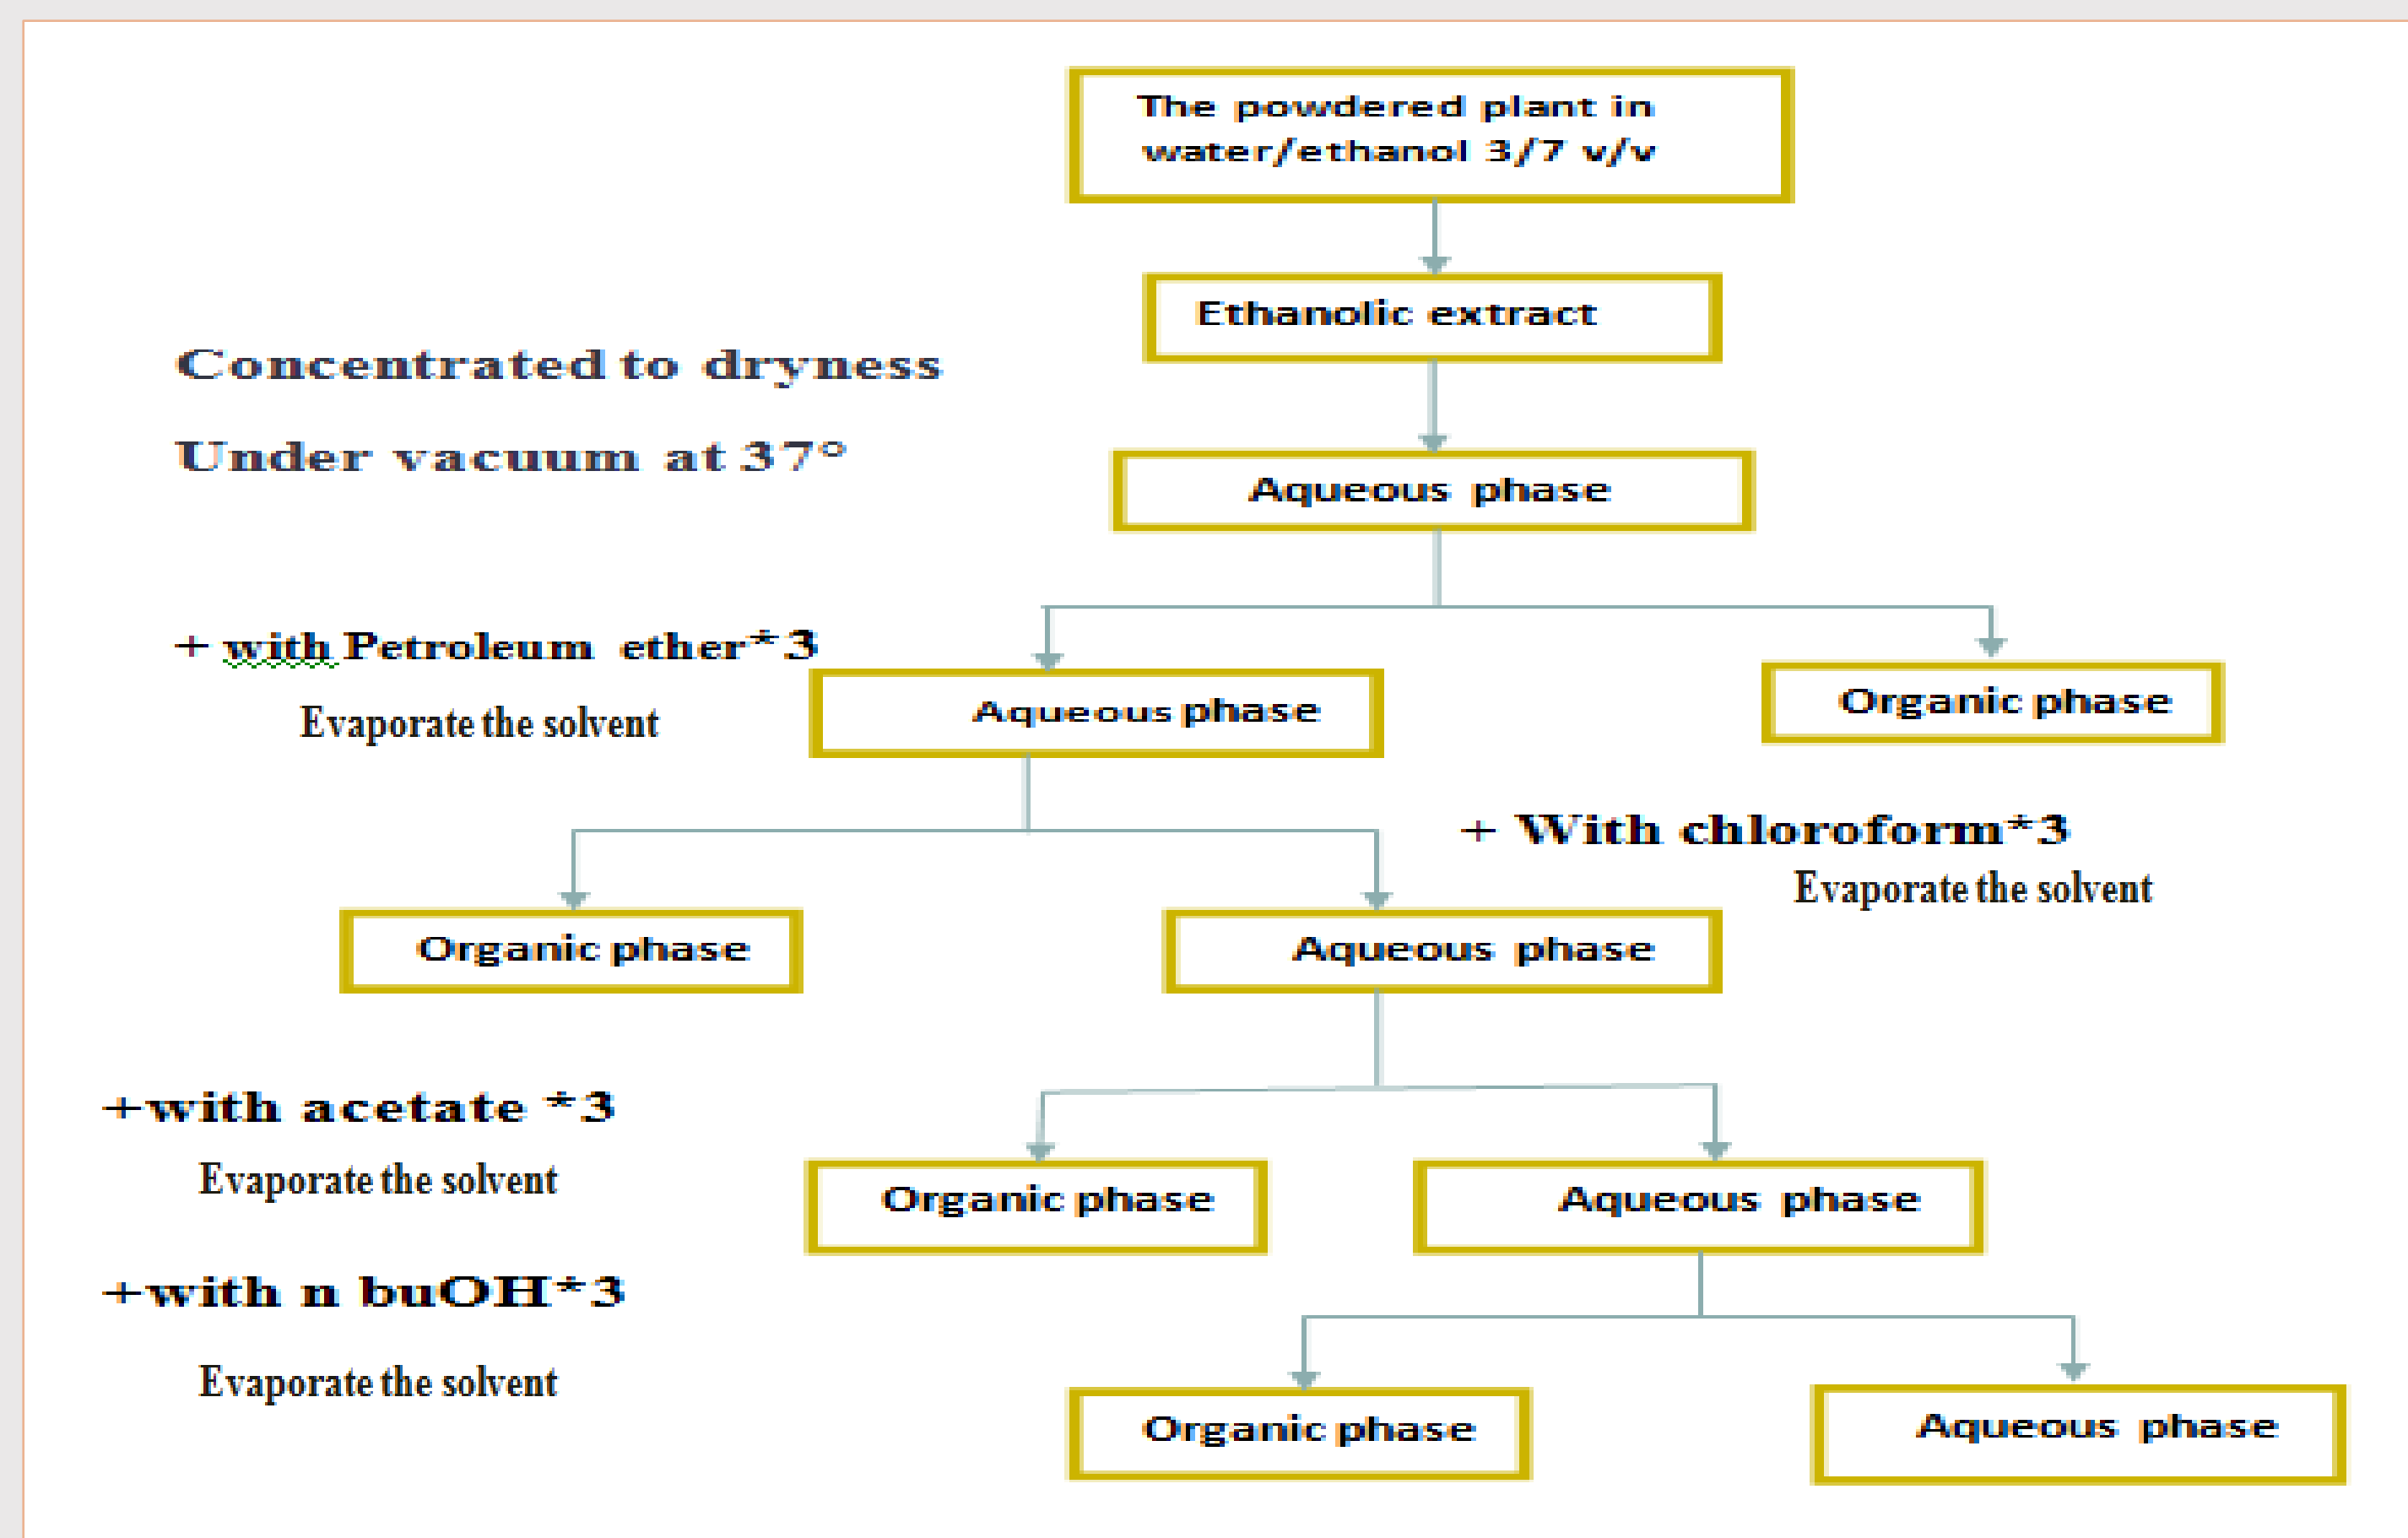 The powdered plant in
water/ethanol 3/7 v/v
Ethanolic extract
Concentrated to dryness
Under vacuum at 37°
Aqueous phase
+ with Petroleum ether*3
Evaporate the solvent
Aqueous phase
Organic phase
+ With chloroform*3
Evaporate the solvent
Organic phase
Aqueous phase
+with acetate *3
Evaporate the solvent
Organic phase
Aqueous phase
+with n buOH*3
Evaporate the solvent
Organic phase
Aqueous phase